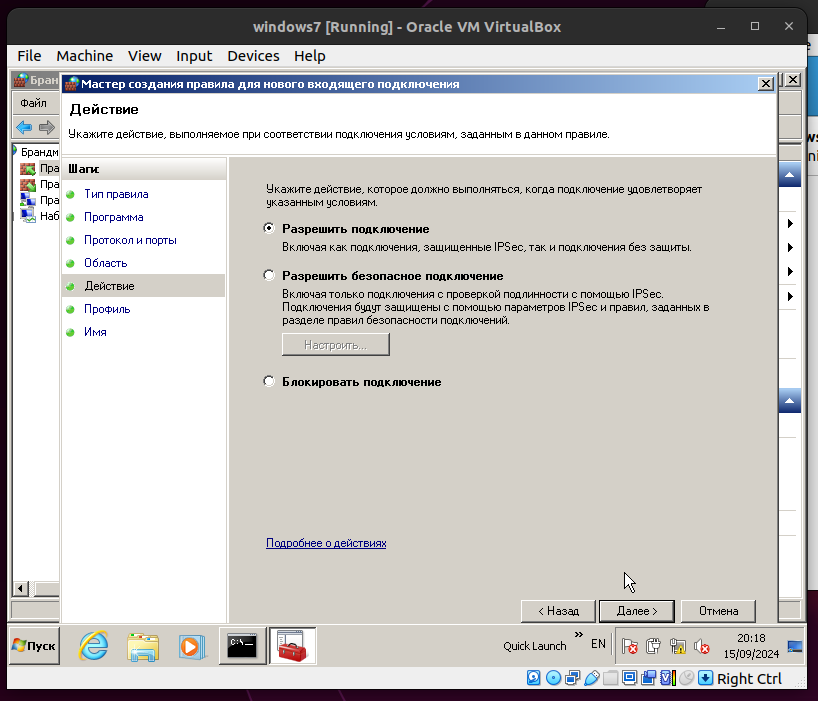 windows7 [Running] - Oracle VM VirtualBox
File Machine View Input Devices Help
Бран
Мастер создания правила для нового входящего подключения
Файл
Действие
Укажите действие, выполняемое при соответствии подключения условиям, заданным в данном правиле.
Брандм
Пра
Пра
Пра
Наб
Шаги:
Тип правила
Программа
Протокол и порты
Область
Действие
Профиль
Имя
Укажите действие, которое должно выполняться, когда подключение удовлетворяет
указанным условиям.
Разрешить подключение
Включая как подключения, защищенные IPSec, так и подключения без защиты.
Разрешить безопасное подключение
Включая только подключения с проверкой подлинности с помощью IPSec.
Подключения будут защищены с помощью параметров IPSec и правил, заданных в
разделе правил безопасности подключений.
Настроить...
Блокировать подключение
Подробнее о действиях
< Назад
Далее >
Отмена
Пуск
C:\-
Quick Launch
»
EN
20:18
15/09/2024
Right Ctrl